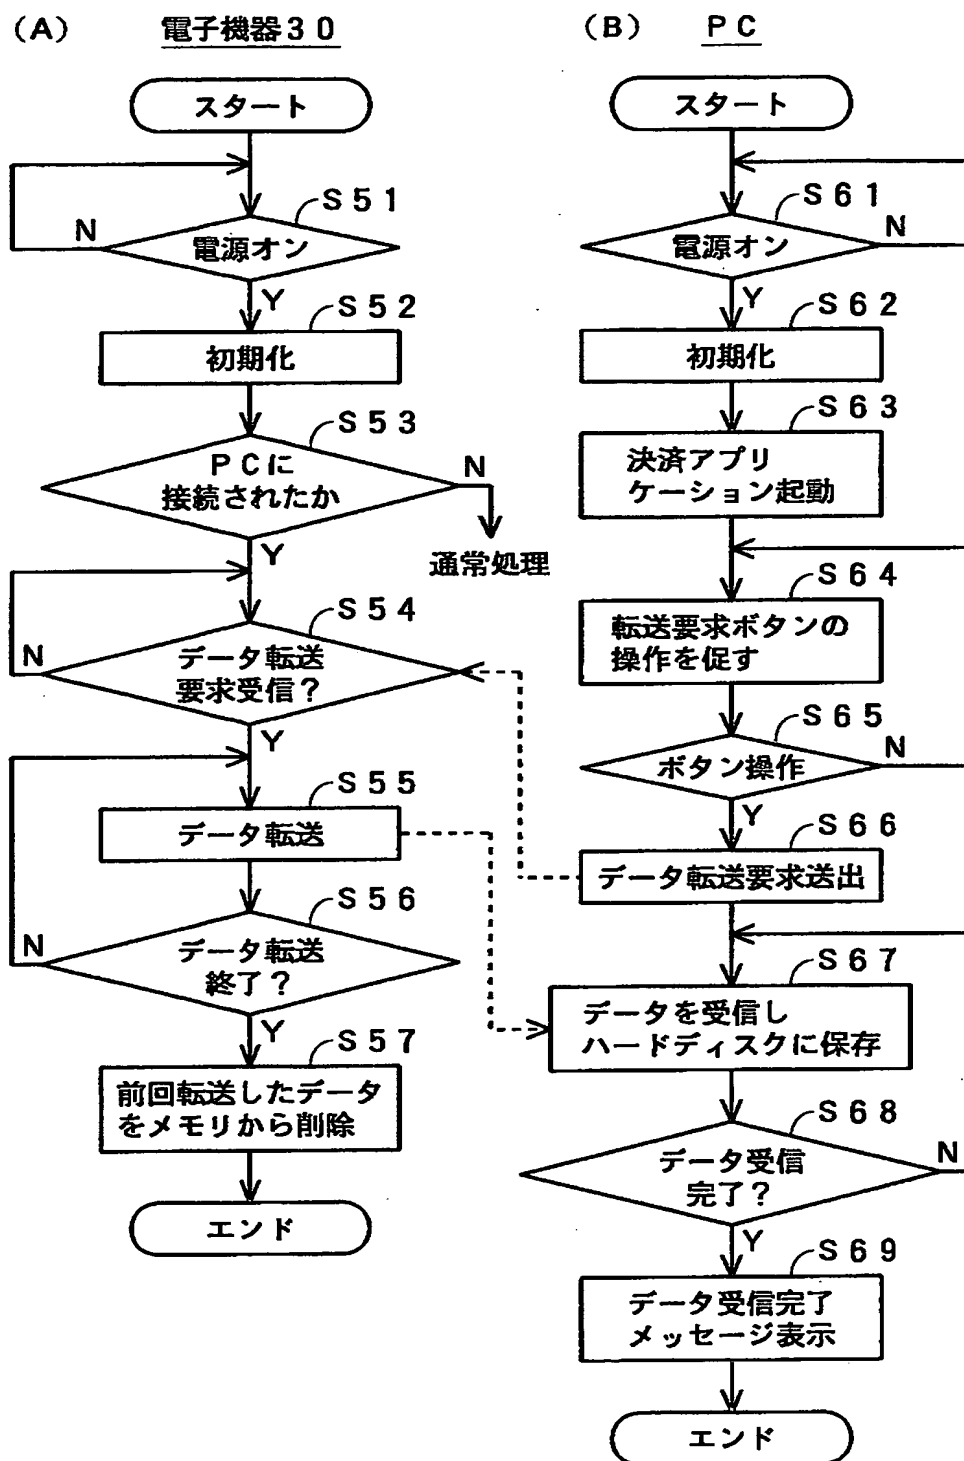 (A) 電子機器30
スタート
S51
電源オン
N
Y
S52
初期化
S53
PCに
接続されたか
N
Y
通常処理
S54
データ転送
要求受信？
N
Y
S55
データ転送
S56
データ転送
終了？
N
Y
S57
前回転送したデータ
をメモリから削除
エンド
(B) PC
スタート
S61
電源オン
N
Y
S62
初期化
S63
決済アプリ
ケーション起動
S64
転送要求ボタンの
操作を促す
S65
ボタン操作
N
Y
S66
データ転送要求送出
S67
データを受信し
ハードディスクに保存
S68
データ受信
完了？
N
Y
S69
データ受信完了
メッセージ表示
エンド